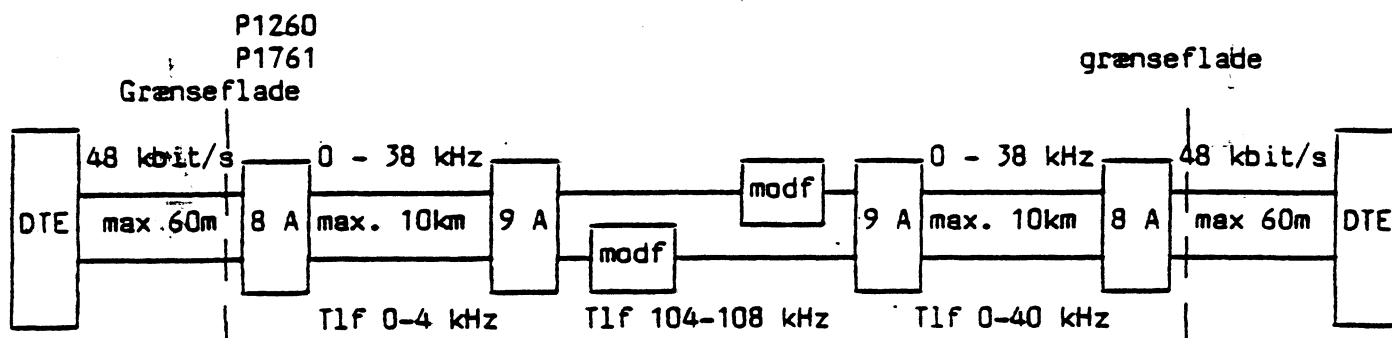 P1260
P1761
Grænseflade
grænseflade
48 kbit/s
0 - 38 kHz
0 - 38 kHz
48 kbit/s
modf
DTE
max 60m
8 A
max. 10km
9 A
9 A
max. 10km
8 A
max 60m
DTE
modf
Tlf 0-4 kHz
Tlf 104-108 kHz
Tlf 0-40 kHz